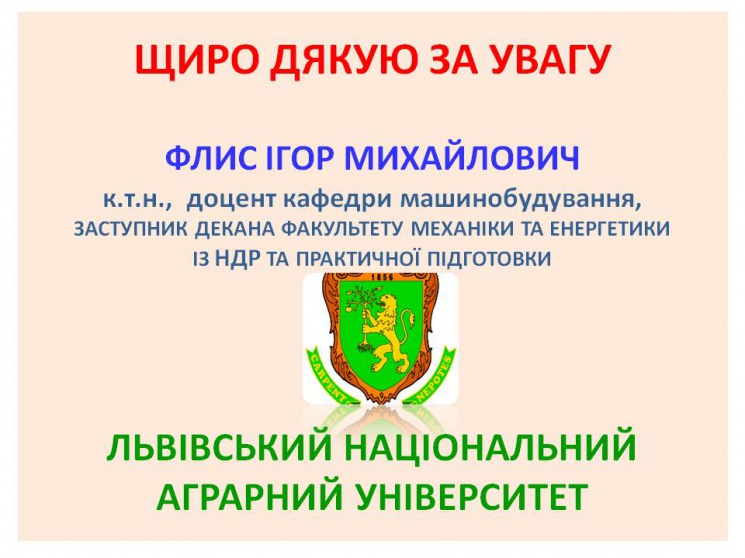 ЩИРО ДЯКУЮ ЗА УВАГУ
ФЛИС ІГОР МИХАЙЛОВИЧ
к.т.н., доцент кафедри машинобудування,
ЗАСТУПНИК ДЕКАНА ФАКУЛЬТЕТУ МЕХАНІКИ ТА ЕНЕРГЕТИКИ
ІЗ НДР ТА ПРАКТИЧНОЇ ПІДГОТОВКИ
1856
CARPENT
NEPOTES
ЛЬВІВСЬКИЙ НАЦІОНАЛЬНИЙ
АГРАРНИЙ УНІВЕРСИТЕТ